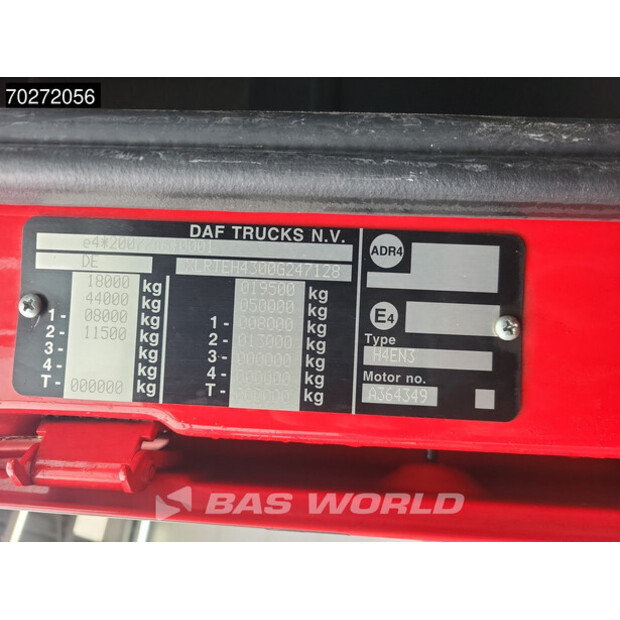 70272056
DAF TRUCKS N.V.
DE
18000 kg
44000 kg
1- 08000 kg
2- 11500 kg
3- kg
4- kg
T- 000000 kg
019500 kg
050000 kg
1- 008000 kg
2- 013000 kg
3- 000000 kg
4- 000000 kg
T- 000000 kg
ADR4
E4
Type
H4EN3
Motor no.
A364349
BAS WORLD